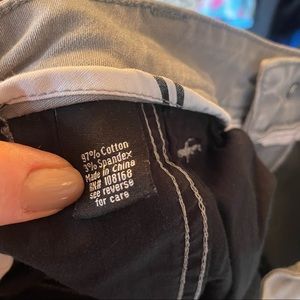 97% Cotton
3% Spandex
Made in China
RN# 108168
see reverse
for care